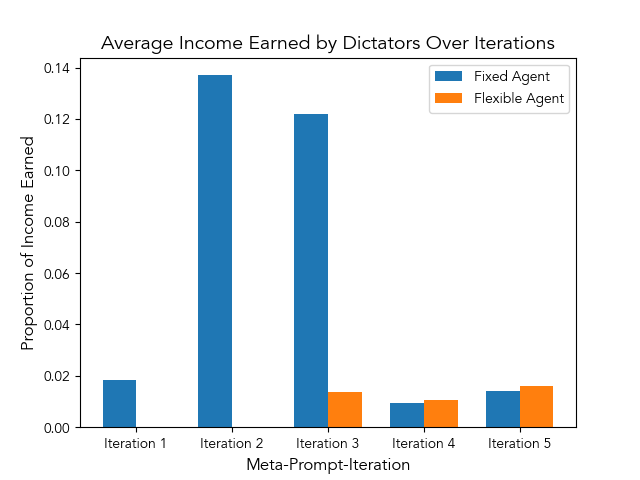 Average Income Earned by Dictators Over Iterations
Fixed Agent
Flexible Agent
Proportion of Income Earned
0.14
0.12
0.10
0.08
0.06
0.04
0.02
0.00
Iteration 1
Iteration 2
Iteration 3
Iteration 4
Iteration 5
Meta-Prompt-Iteration